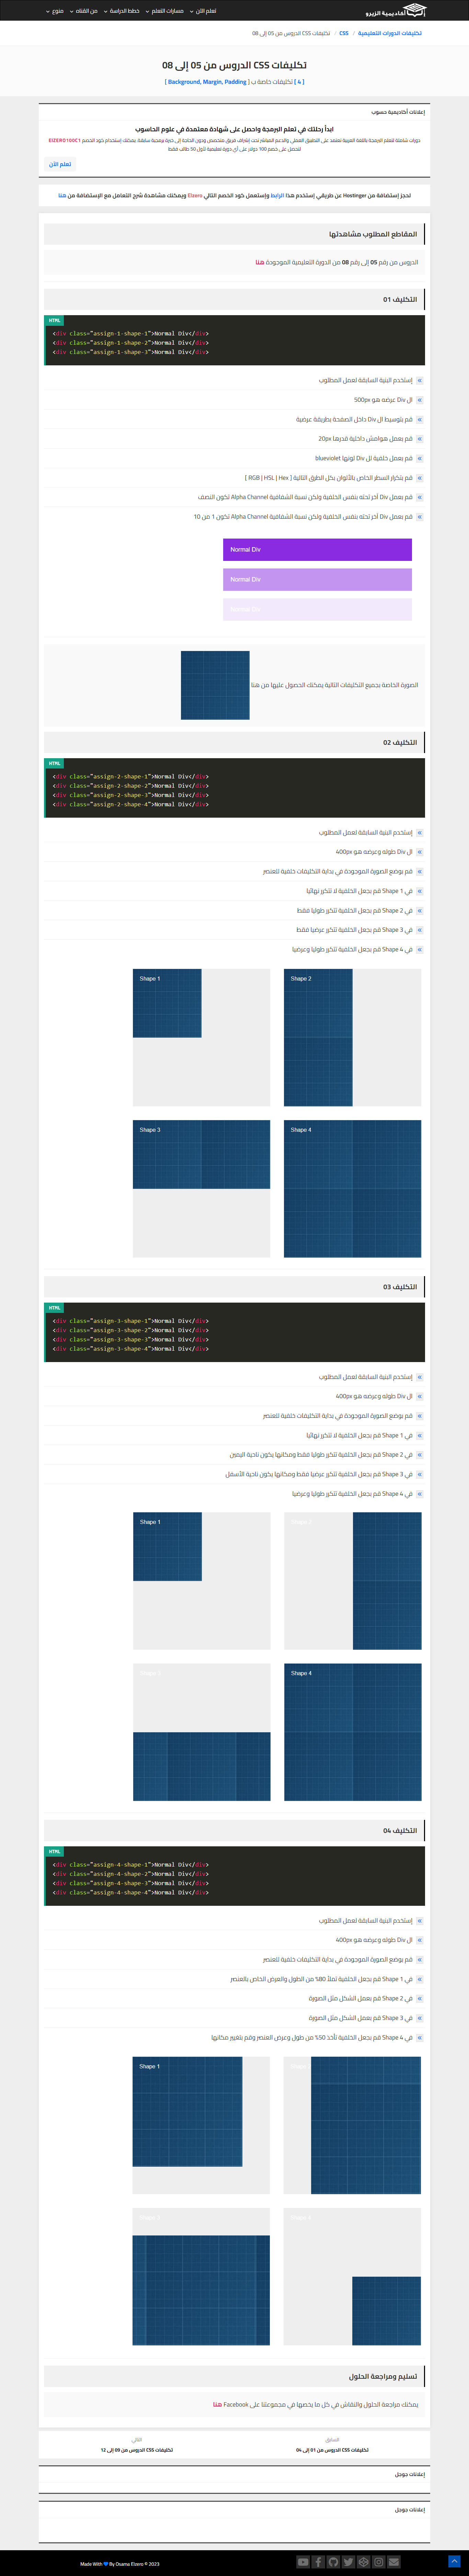 أكاديمية الزيرو
تعلم الآن
مسارات التعلم
خطط الدراسة
عن القناه
منوع
تكليفات الدورات التعليمية / CSS / تكليفات CSS الدروس من 05 إلى 08
تكليفات CSS الدروس من 05 إلى 08
[ 4 ] تكليفات خاصة ب [ Background, Margin, Padding ]
إعلانات أكاديمية حسوب
ابدأ رحلتك في تعلم البرمجة واحصل على شهادة معتمدة في علوم الحاسوب
دورات شاملة لتعلم البرمجة باللغة العربية تعتمد على التطبيق العملي والدعم المباشر تحت إشراف فريق متخصص ودون الحاجة إلى خبرة برمجية سابقة. يمكنك إستخدام كود الخصم ElZERO100C1
لتحصل على خصم 100 دولار على أي دورة تعليمية لأول 50 طالب فقط
تعلم الآن
لحجز إستضافة من Hostinger عن طريقي إستخدم هذا الرابط وإستعمل كود الخصم التالي Elzero ويمكنك مشاهدة شرح التعامل مع الإستضافة من هنا
المقاطع المطلوب مشاهدتها
الدروس من رقم 05 إلى رقم 08 من الدورة التعليمية الموجودة هنا
التكليف 01
HTML
<div class="assign-1-shape-1">Normal Div</div>
<div class="assign-1-shape-2">Normal Div</div>
<div class="assign-1-shape-3">Normal Div</div>
إستخدم البنية السابقة لعمل المطلوب
ال Div عرضه هو 500px
قم بتوسيط ال Div داخل الصفحة بطريقة عرضية
قم بعمل هوامش داخلية قدرها 20px
قم بعمل خلفية لل Div لونها blueviolet
قم بتكرار السطر الخاص بالألوان بكل الطرق التالية [ RGB | HSL | Hex ]
قم بعمل Div آخر تحته بنفس الخلفية ولكن نسبة الشفافية Alpha Channel تكون النصف
قم بعمل Div آخر تحته بنفس الخلفية ولكن نسبة الشفافية Alpha Channel تكون 1 من 10
Normal Div
Normal Div
Normal Div
الصورة الخاصة بجميع التكليفات التالية يمكنك الحصول عليها من هنا
التكليف 02
HTML
<div class="assign-2-shape-1">Normal Div</div>
<div class="assign-2-shape-2">Normal Div</div>
<div class="assign-2-shape-3">Normal Div</div>
<div class="assign-2-shape-4">Normal Div</div>
إستخدم البنية السابقة لعمل المطلوب
ال Div طوله وعرضه هو 400px
قم بوضع الصورة الموجودة في بداية التكليفات خلفية للعنصر
في Shape 1 قم بجعل الخلفية لا تتكرر نهائيا
في Shape 2 قم بجعل الخلفية تتكرر طوليا فقط
في Shape 3 قم بجعل الخلفية تتكرر عرضيا فقط
في Shape 4 قم بجعل الخلفية تتكرر طوليا وعرضيا
Shape 1
Shape 2
Shape 3
Shape 4
التكليف 03
HTML
<div class="assign-3-shape-1">Normal Div</div>
<div class="assign-3-shape-2">Normal Div</div>
<div class="assign-3-shape-3">Normal Div</div>
<div class="assign-3-shape-4">Normal Div</div>
إستخدم البنية السابقة لعمل المطلوب
ال Div طوله وعرضه هو 400px
قم بوضع الصورة الموجودة في بداية التكليفات خلفية للعنصر
في Shape 1 قم بجعل الخلفية لا تتكرر نهائيا
في Shape 2 قم بجعل الخلفية تتكرر طوليا فقط ومكانها يكون ناحية اليمين
في Shape 3 قم بجعل الخلفية تتكرر عرضيا فقط ومكانها يكون ناحية الأسفل
في Shape 4 قم بجعل الخلفية تتكرر طوليا وعرضيا
Shape 1
Shape 4
التكليف 04
HTML
<div class="assign-4-shape-1">Normal Div</div>
<div class="assign-4-shape-2">Normal Div</div>
<div class="assign-4-shape-3">Normal Div</div>
<div class="assign-4-shape-4">Normal Div</div>
إستخدم البنية السابقة لعمل المطلوب
ال Div طوله وعرضه هو 400px
قم بوضع الصورة الموجودة في بداية التكليفات خلفية للعنصر
في Shape 1 قم بجعل الخلفية تملأ 80% من الطول والعرض الخاص بالعنصر
في Shape 2 قم بعمل الشكل مثل الصورة
في Shape 3 قم بعمل الشكل مثل الصورة
في Shape 4 قم بجعل الخلفية تأخذ 50% من طول وعرض العنصر وقم بتغيير مكانها
Shape 1
تسليم ومراجعة الحلول
يمكنك مراجعة الحلول والنقاش في كل ما يخصها في مجموعتنا على Facebook هنا
السابق
تكليفات CSS الدروس من 01 إلى 04
التالي
تكليفات CSS الدروس من 09 إلى 12
إعلانات جوجل
إعلانات جوجل
Made With 💙 By Osama Elzero © 2023